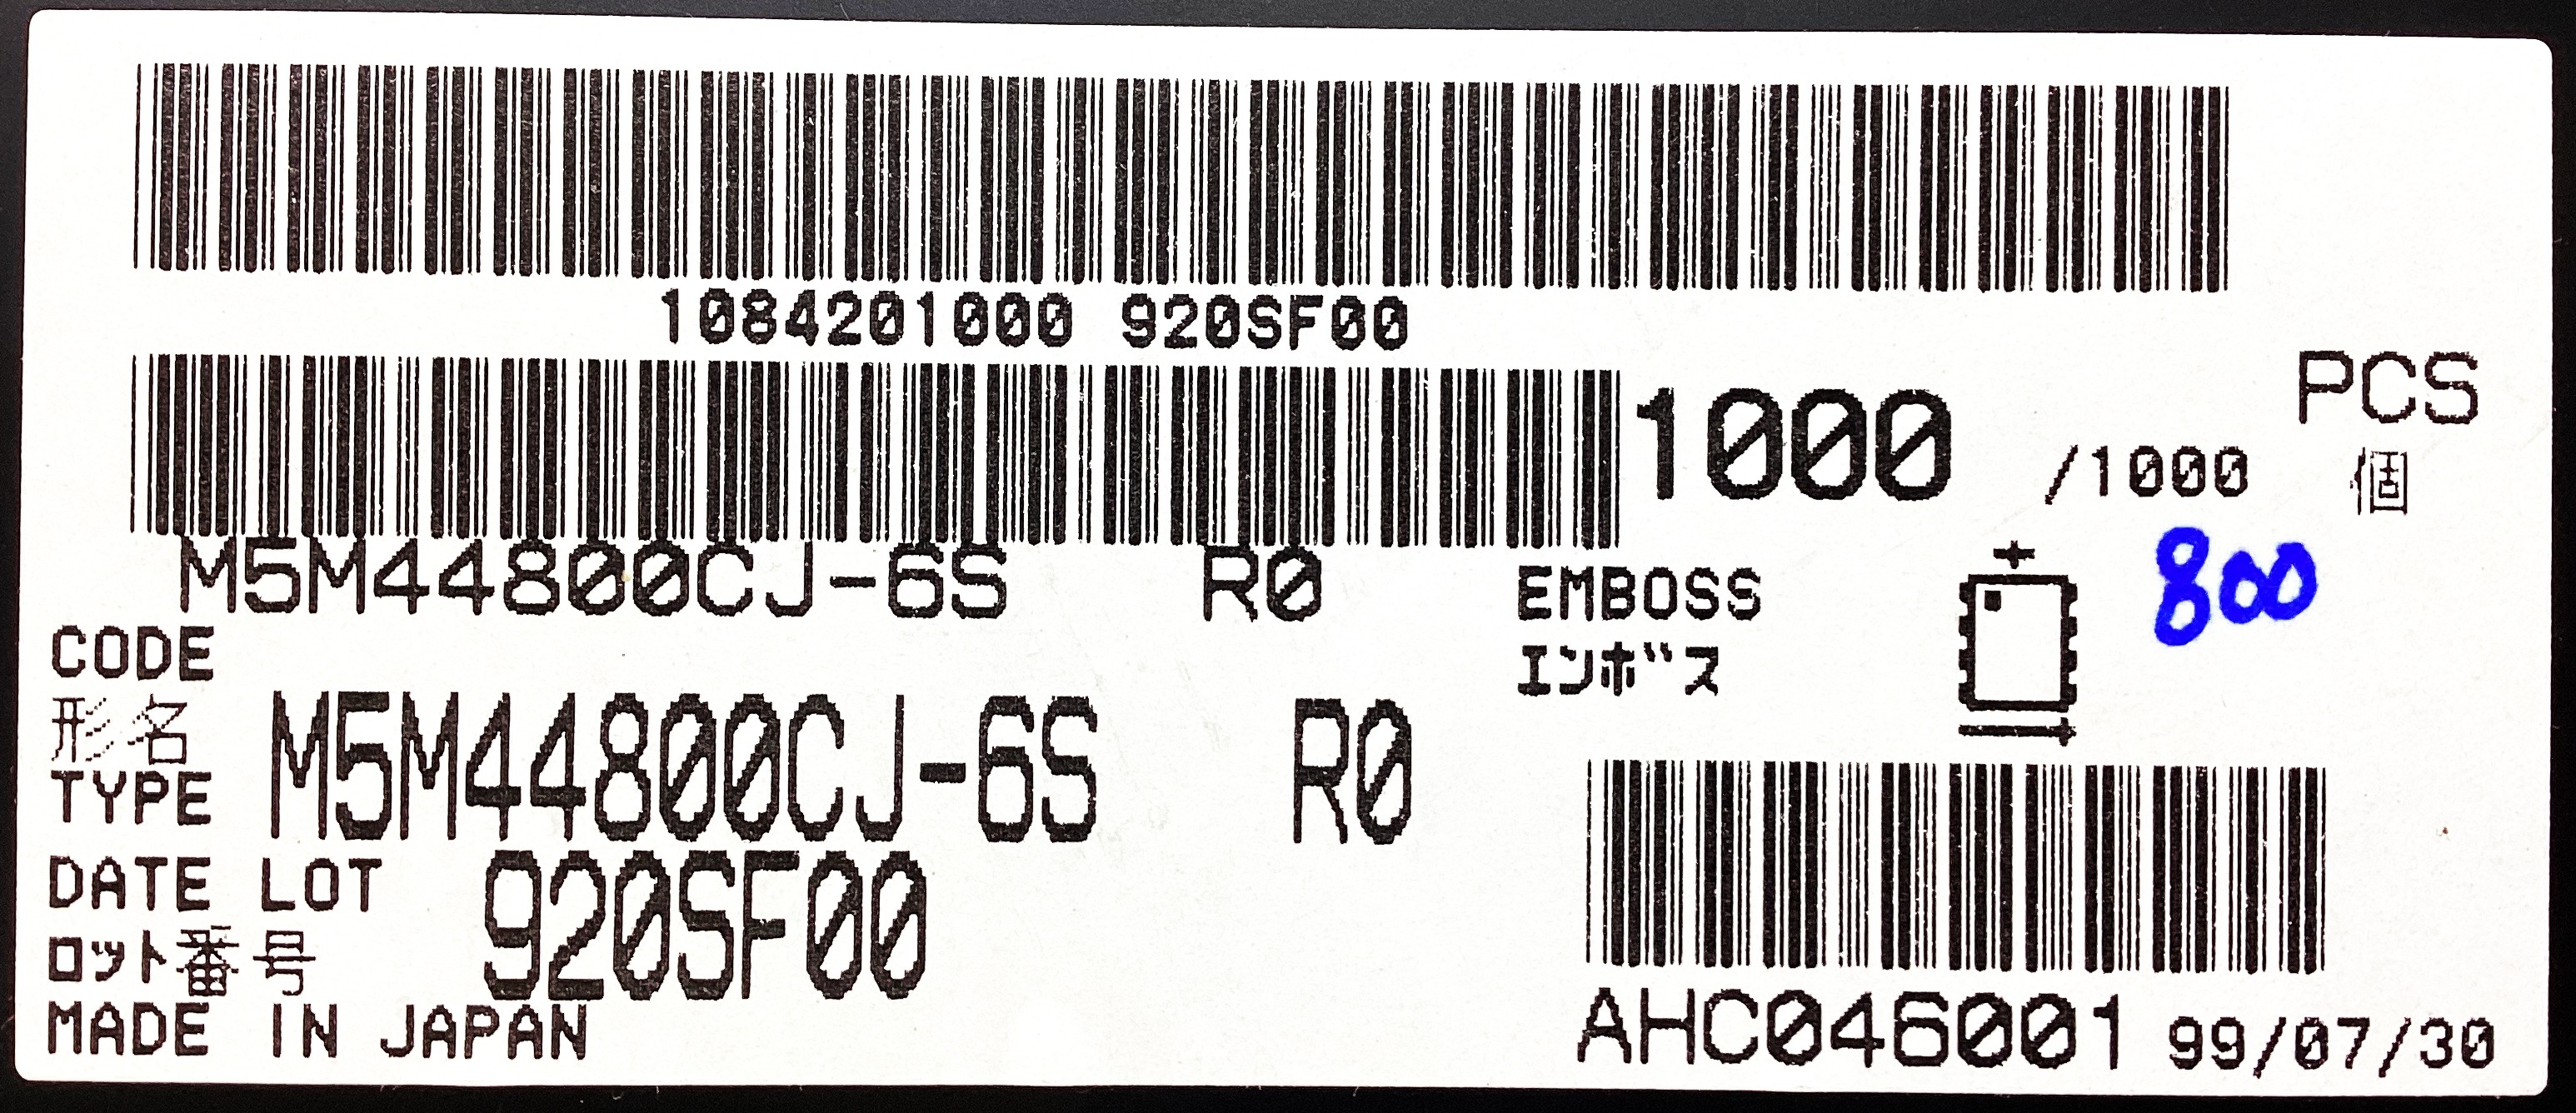 1084201000 920SF00
1000 /1000 PCS
個
M5M44800CJ-6S R0
EMBOSS
エンボス
800
CODE
形名
TYPE M5M44800CJ-6S R0
DATE LOT 920SF00
ロット番号
MADE IN JAPAN
AHC046001 99/07/30